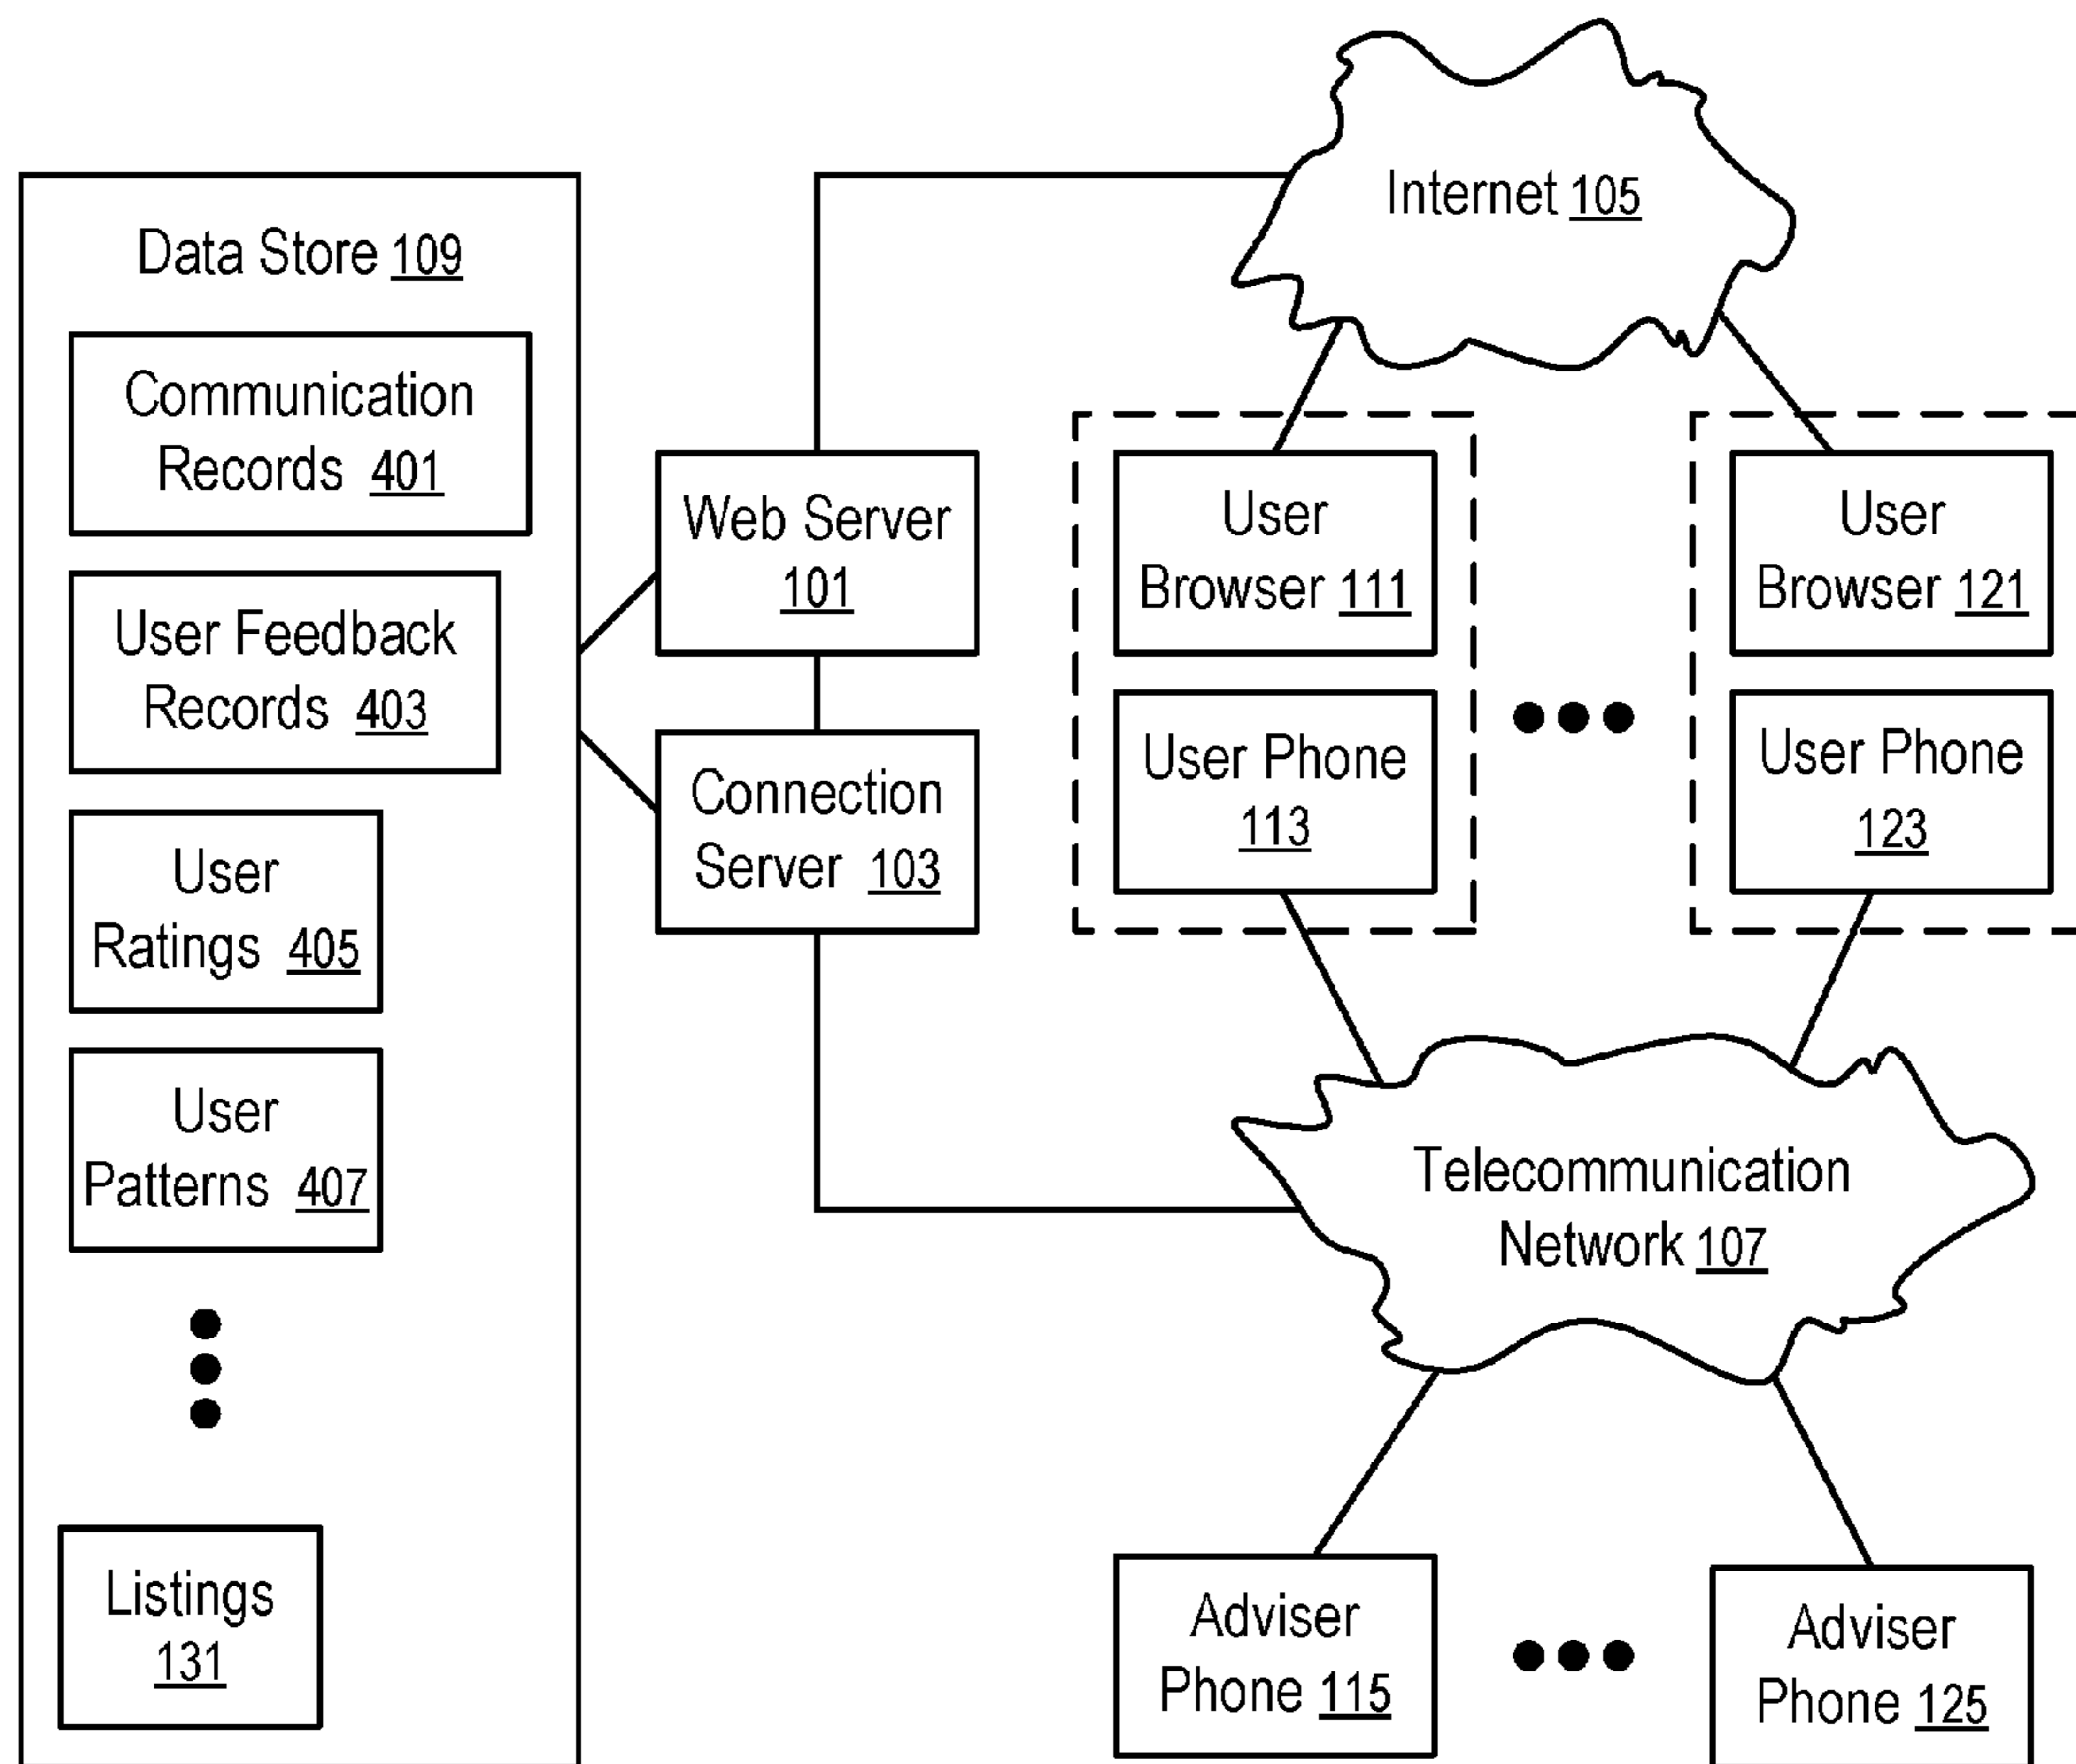 Data Store 109
Communication
Records 401
User Feedback
Records 403
User
Ratings 405
User
Patterns 407
Listings
131
Web Server
101
Connection
Server 103
Internet 105
User
Browser 111
User Phone
113
User
Browser 121
User Phone
123
Telecommunication
Network 107
Adviser
Phone 115
Adviser
Phone 125